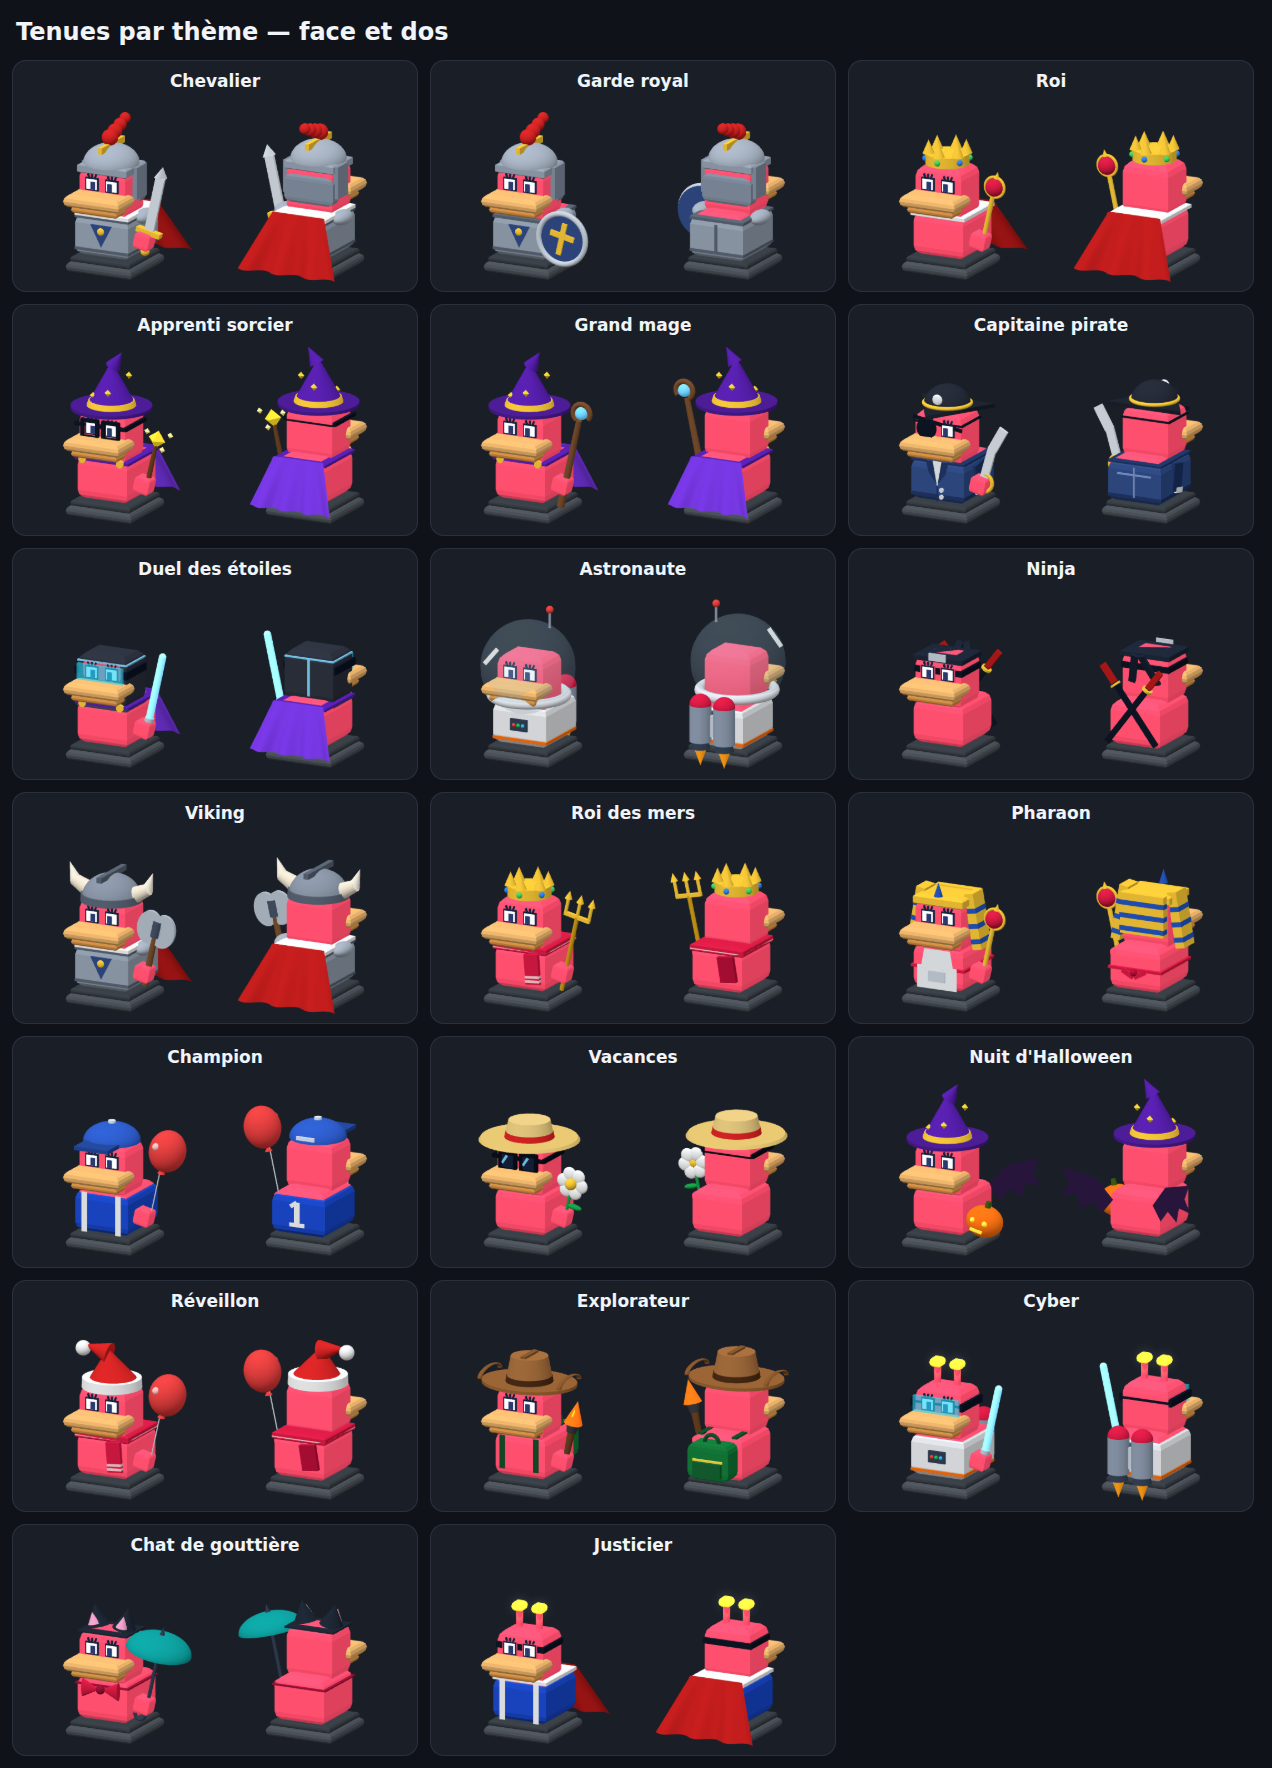 Tenues par thème — face et dos
Chevalier
Garde royal
Roi
Apprenti sorcier
Grand mage
Capitaine pirate
Duel des étoiles
Astronaute
Ninja
Viking
Roi des mers
Pharaon
Champion
Vacances
Nuit d'Halloween
1
Réveillon
Explorateur
Cyber
Chat de gouttière
Justicier